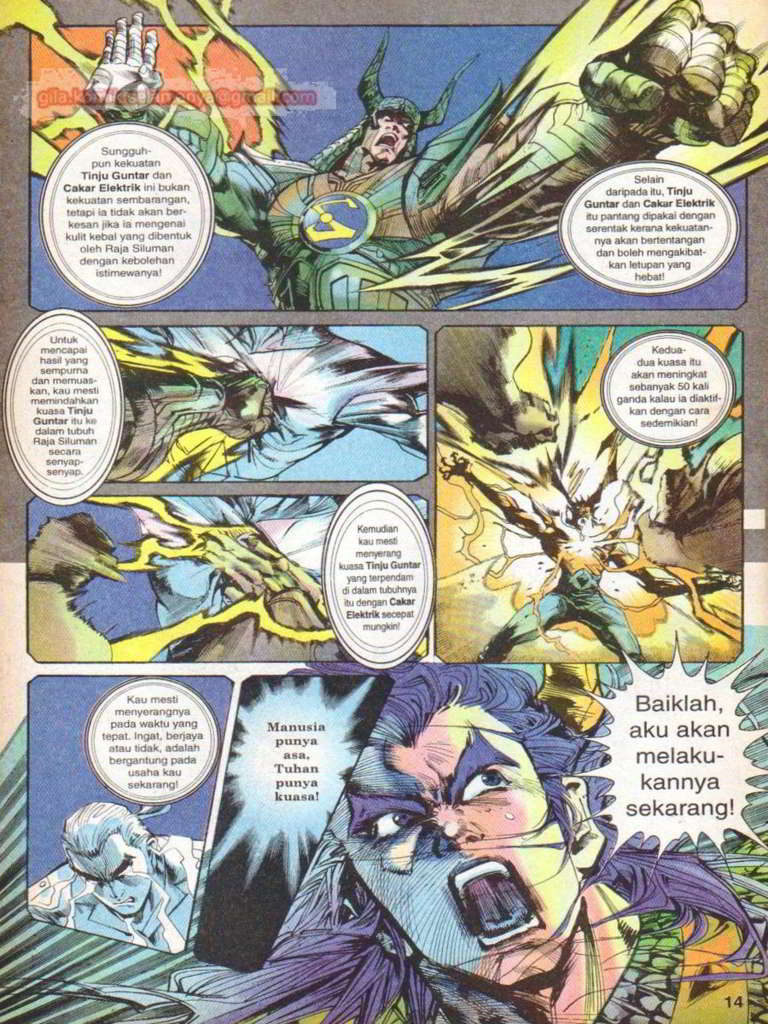 gila.komikselamanya@gmail.com
Sungguh-
pun kekuatan
Tinju Guntar dan
Cakar Elektrik ini bukan
kekuatan sembarangan,
tetapi ia tidak akan ber-
kesan jika ia mengenai
kulit kebal yang dibentuk
oleh Raja Siluman
dengan kebolehan
istimewanya!
Selain
daripada itu, Tinju
Guntar dan Cakar Elektrik
itu pantang dipakai dengan
serentak kerana kekuatan-
nya akan bertentangan
dan boleh mengakibat-
kan letupan yang
hebat!
Untuk
mencapai
hasil yang
sempurna
dan memuas-
kan, kau mesti
memindahkan
kuasa Tinju
Guntar itu ke
dalam tubuh
Raja Siluman
secara
senyap-
senyap.
Kedua-
dua kuasa itu
akan meningkat
sebanyak 50 kali
ganda kalau ia diaktif-
kan dengan cara
sedemikian!
Kemudian
kau mesti
menyerang
kuasa Tinju Guntar
yang terpendam
di dalam tubuhnya
itu dengan Cakar
Elektrik secepat
mungkin!
Kau mesti
menyerangnya
pada waktu yang
tepat. Ingat, berjaya
atau tidak, adalah
bergantung pada
usaha kau
sekarang!
Manusia
punya
asa,
Tuhan
punya
kuasa!
Baiklah,
aku akan
melaku-
kannya
sekarang!
14